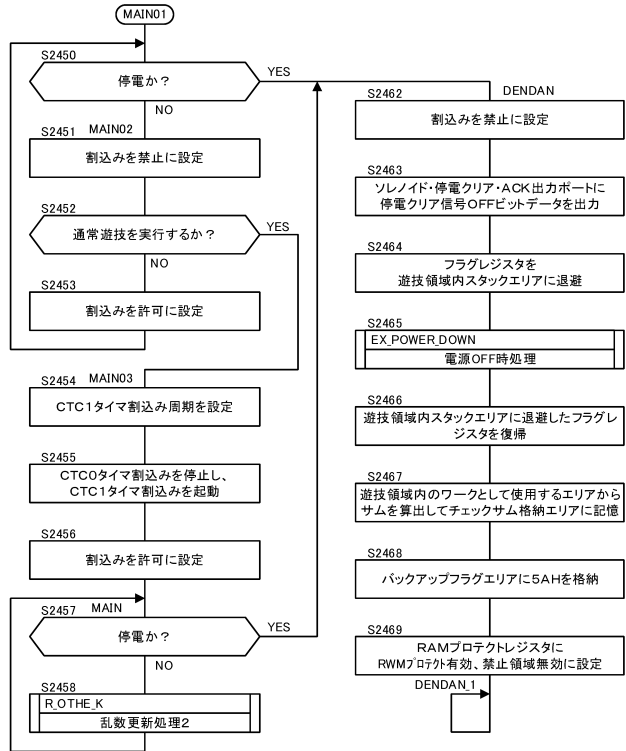 MAIN01
S2450
停電か？
YES
NO
S2451 MAIN02
割込みを禁止に設定
S2452
通常遊技を実行するか？
YES
NO
S2453
割込みを許可に設定
S2454 MAIN03
CTC1タイマ割込み周期を設定
S2455
CTC0タイマ割込みを停止し、
CTC1タイマ割込みを起動
S2456
割込みを許可に設定
S2457 MAIN
停電か？
YES
NO
S2458
R_OTHE_K
乱数更新処理２
S2462 DENDAN
割込みを禁止に設定
S2463
ソレノイド・停電クリア・ACK出力ポートに
停電クリア信号OFFビットデータを出力
S2464
フラグレジスタを
遊技領域内スタックエリアに退避
S2465
EX_POWER_DOWN
電源OFF時処理
S2466
遊技領域内スタックエリアに退避したフラグレ
ジスタを復帰
S2467
遊技領域内のワークとして使用するエリアから
サムを算出してチェックサム格納エリアに記憶
S2468
バックアップフラグエリアに５AHを格納
S2469
RAMプロテクトレジスタに
RWMプロテクト有効、禁止領域無効に設定
DENDAN_1